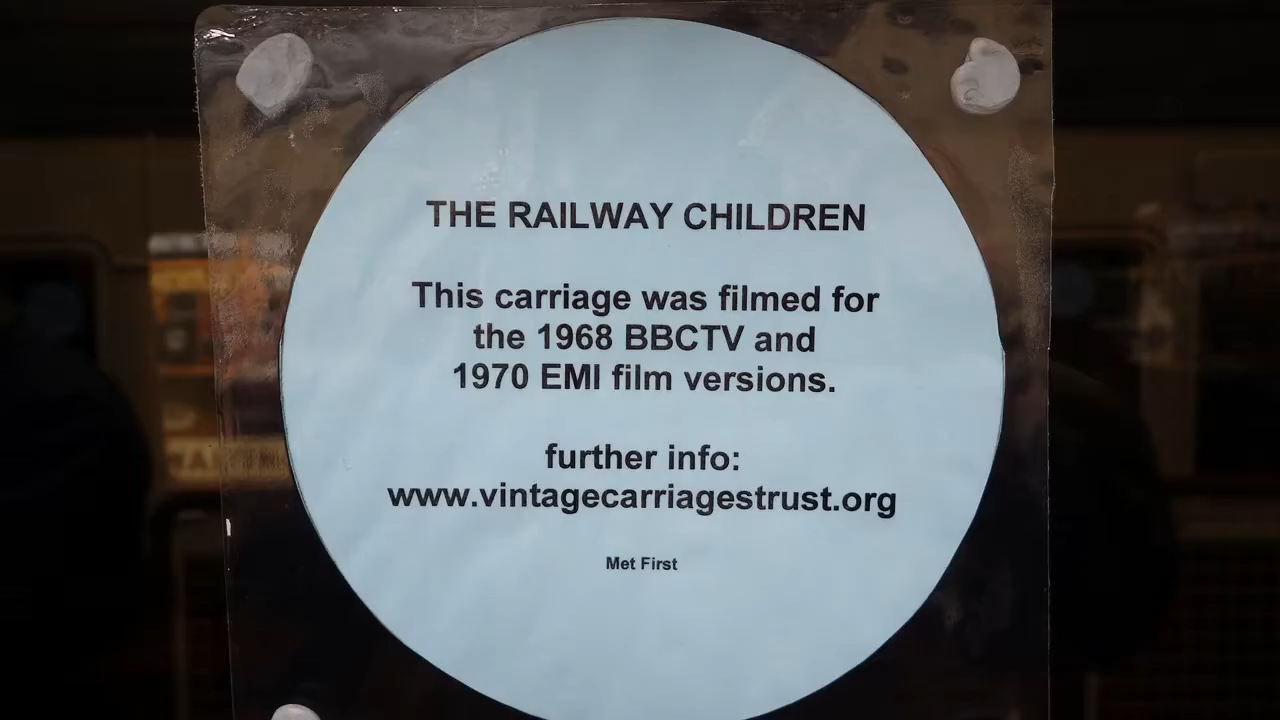 THE RAILWAY CHILDREN
This carriage was filmed for
the 1968 BBCTV and
1970 EMI film versions.
further info:
www.vintagecarriagestrust.org
Met First